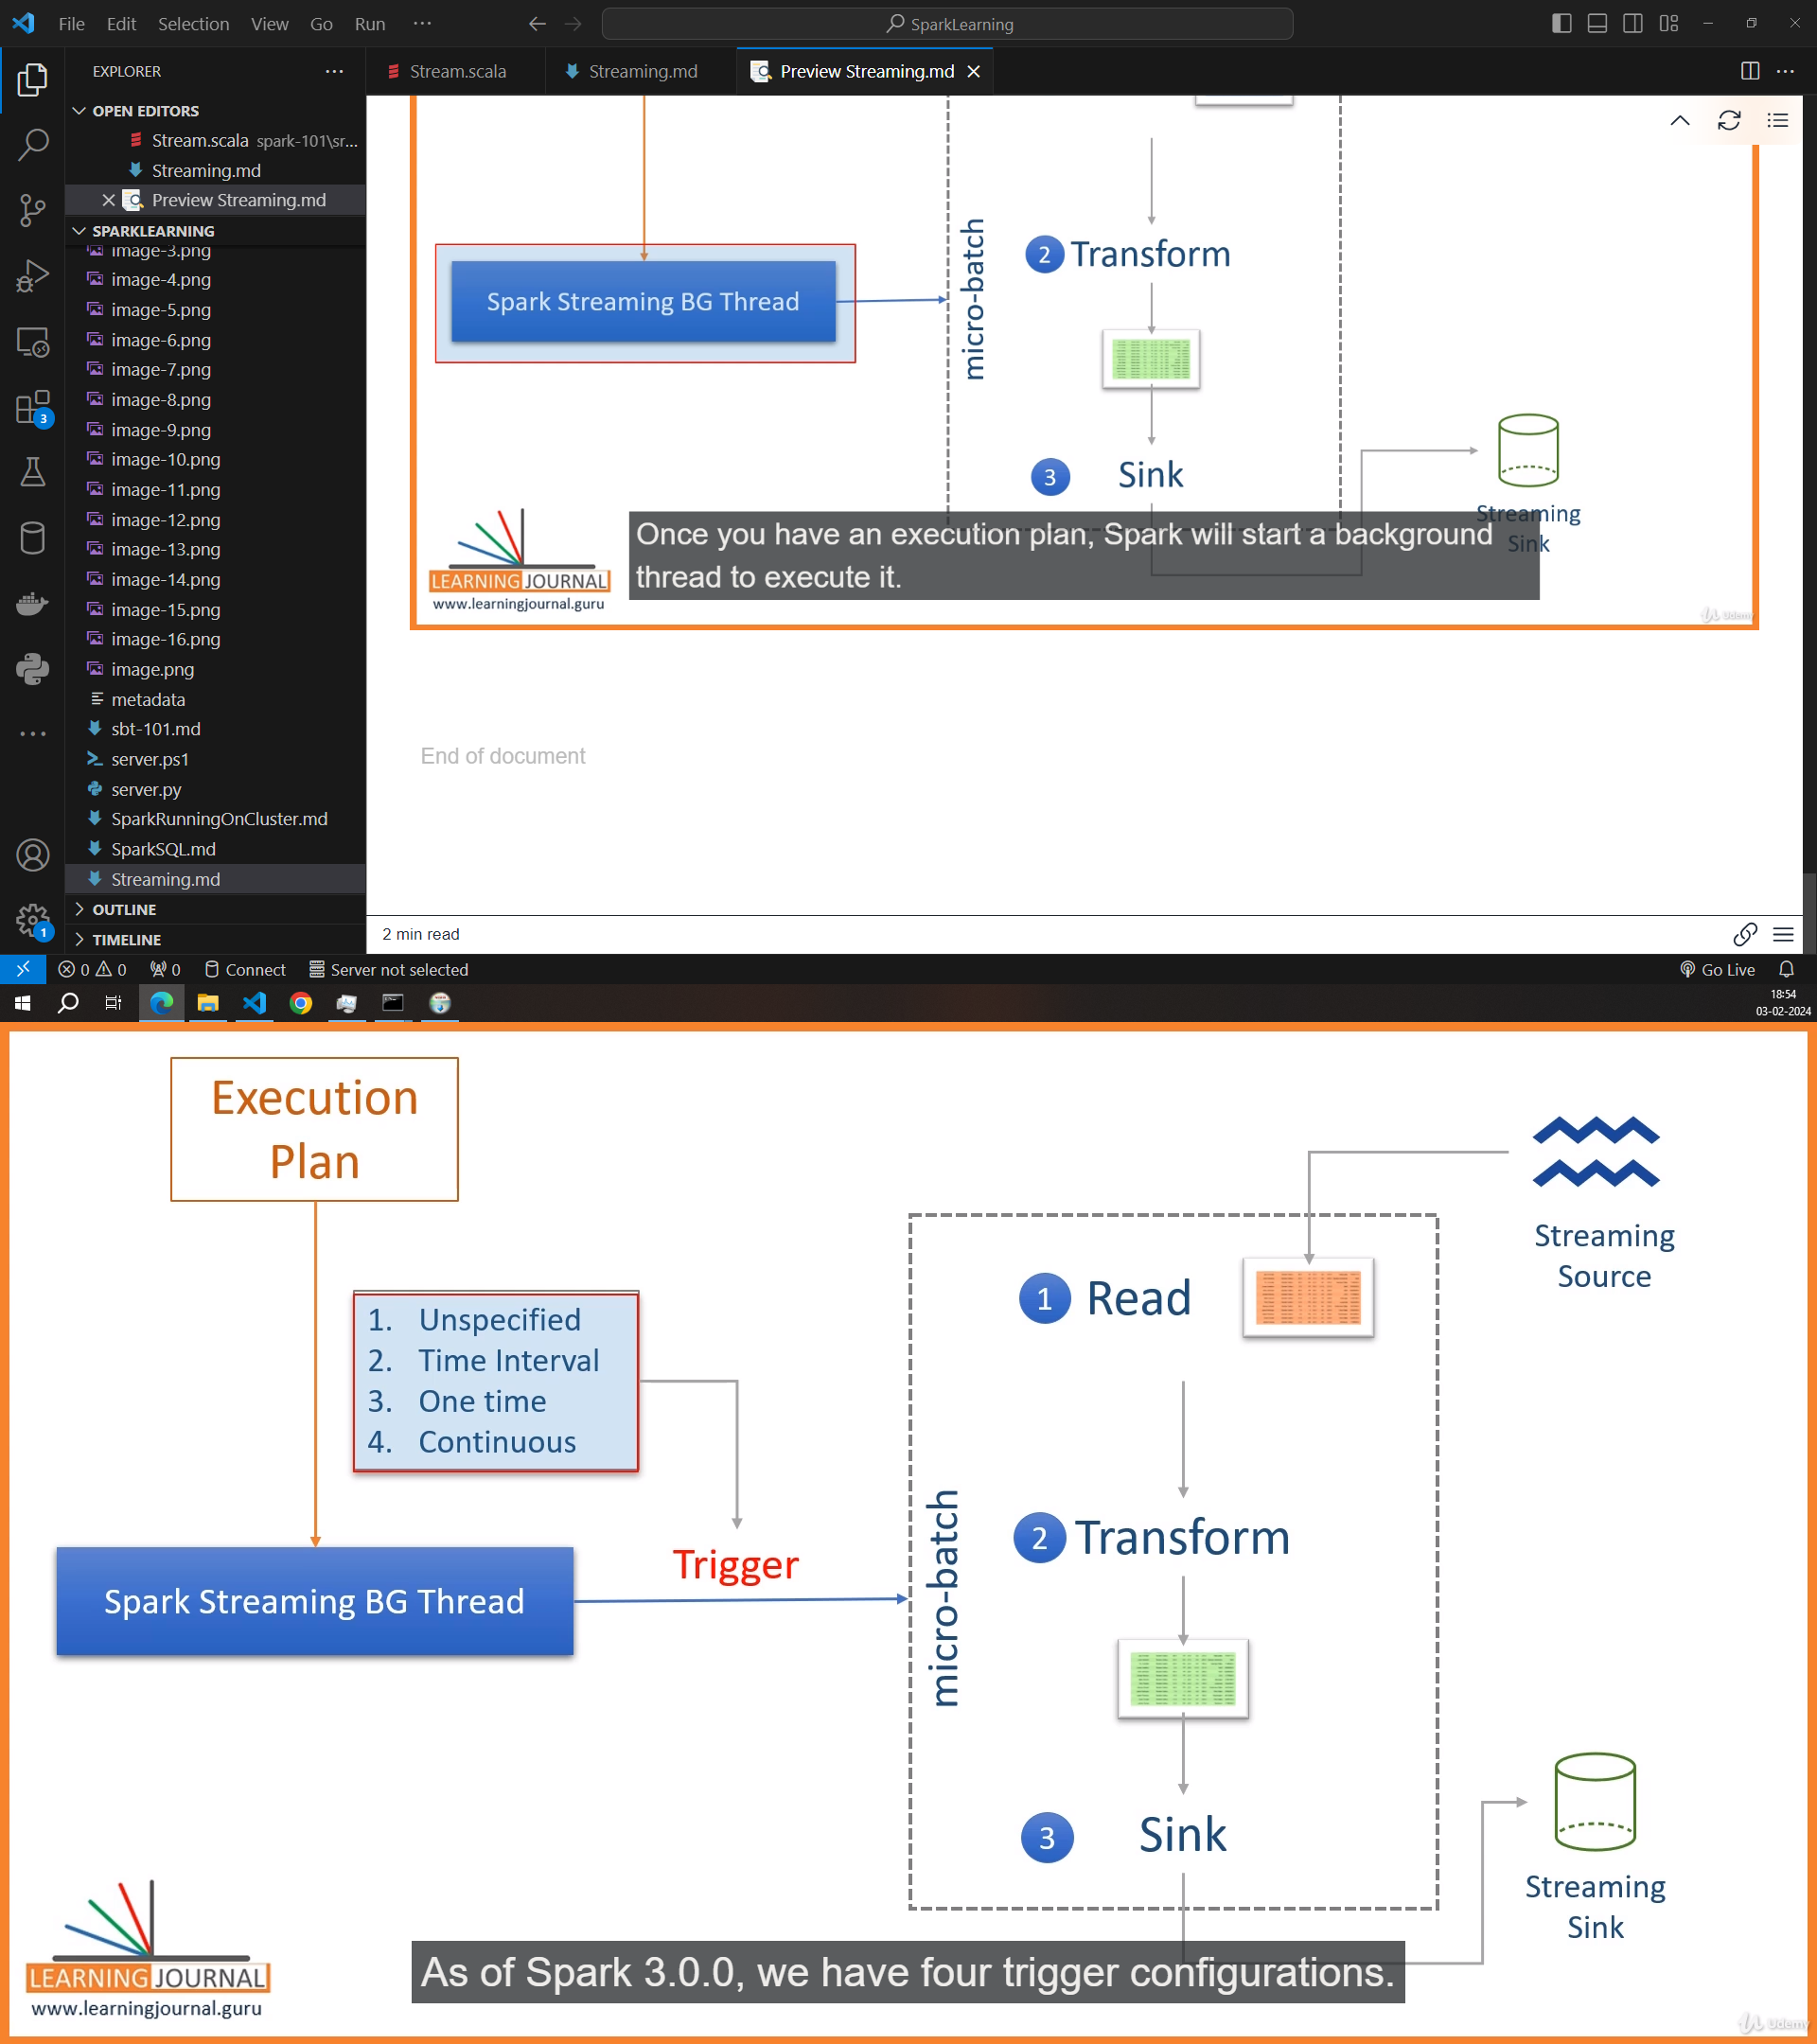 File Edit Selection View Go Run ···
SparkLearning
EXPLORER
Stream.scala
Streaming.md
Preview Streaming.md
OPEN EDITORS
Stream.scala spark-101\sr...
Streaming.md
Preview Streaming.md
SPARKLEARNING
image-3.png
image-4.png
image-5.png
image-6.png
image-7.png
image-8.png
image-9.png
image-10.png
image-11.png
image-12.png
image-13.png
image-14.png
image-15.png
image-16.png
image.png
metadata
sbt-101.md
server.ps1
server.py
SparkRunningOnCluster.md
SparkSQL.md
Streaming.md
OUTLINE
TIMELINE
3
1
Spark Streaming BG Thread
micro-batch
2 Transform
3 Sink
Streaming
Sink
Once you have an execution plan, Spark will start a background
thread to execute it.
LEARNING JOURNAL
www.learningjournal.guru
Udemy
End of document
2 min read
0 0 0 Connect Server not selected
Go Live
18:54
03-02-2024
Execution
Plan
1. Unspecified
2. Time Interval
3. One time
4. Continuous
Spark Streaming BG Thread
Trigger
micro-batch
1 Read
2 Transform
3 Sink
Streaming
Source
Streaming
Sink
LEARNING JOURNAL
www.learningjournal.guru
As of Spark 3.0.0, we have four trigger configurations.
Udemy